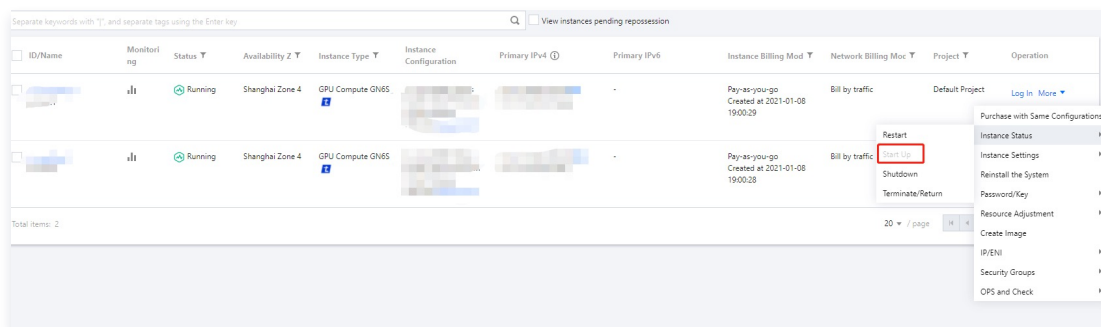 Separate keywords with "|", and separate tags using the Enter key
View instances pending repossession
ID/Name
Monitori
ng
Status
Availability Z
Instance Type
Instance
Configuration
Primary IPv4
Primary IPv6
Instance Billing Mod
Network Billing Moc
Project
Operation
Running
Shanghai Zone 4
GPU Compute GN6S
-
Pay-as-you-go
Created at 2021-01-08
19:00:29
Bill by traffic
Default Project
Log In More
Running
Shanghai Zone 4
GPU Compute GN6S
-
Pay-as-you-go
Created at 2021-01-08
19:00:28
Bill by traffic
Restart
Start Up
Shutdown
Terminate/Return
Purchase with Same Configurations
Instance Status
Instance Settings
Reinstall the System
Password/Key
Resource Adjustment
Create Image
IP/ENI
Security Groups
OPS and Check
Total items: 2
20 / page